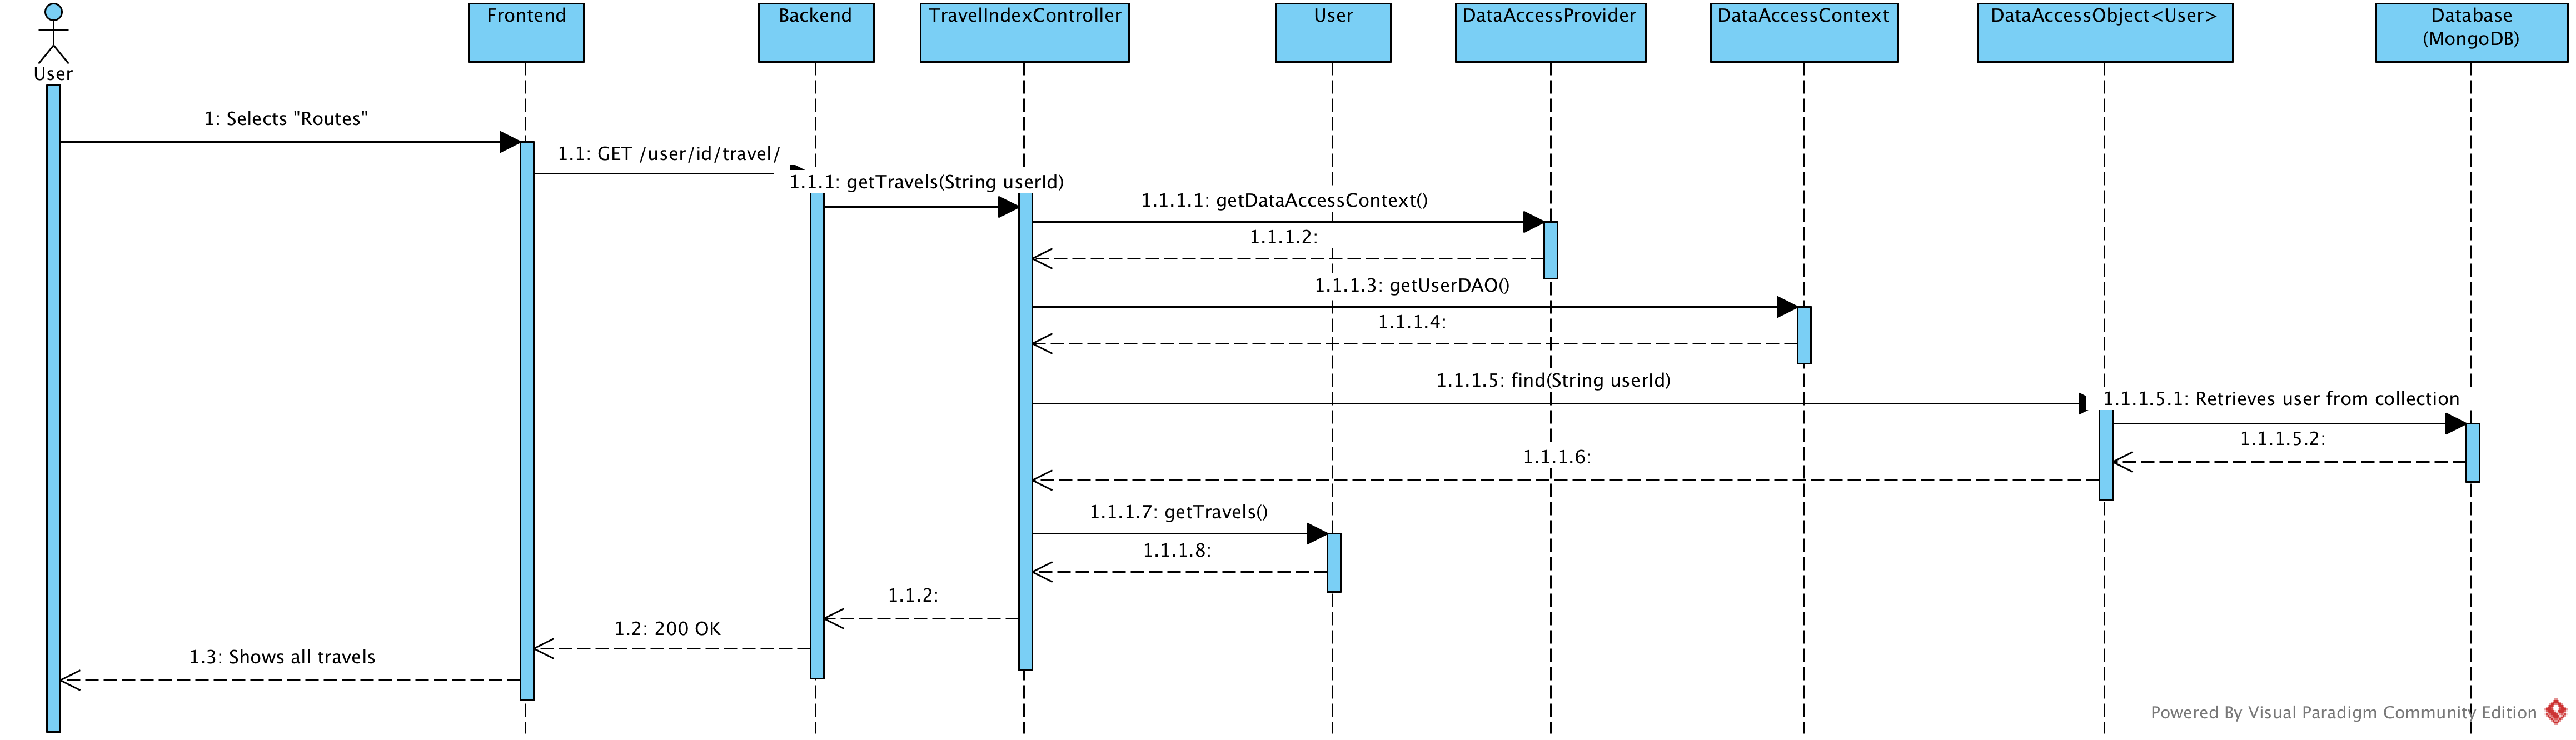 User
Frontend
Backend
TravelIndexController
User
DataAccessProvider
DataAccessContext
DataAccessObject<User>
Database
(MongoDB)
1: Selects "Routes"
1.1: GET /user/id/travel/
1.1.1: getTravels(String userId)
1.1.1.1: getDataAccessContext()
1.1.1.2:
1.1.1.3: getUserDAO()
1.1.1.4:
1.1.1.5: find(String userId)
1.1.1.5.1: Retrieves user from collection
1.1.1.5.2:
1.1.1.6:
1.1.1.7: getTravels()
1.1.1.8:
1.1.2:
1.2: 200 OK
1.3: Shows all travels
Powered By Visual Paradigm Community Edition